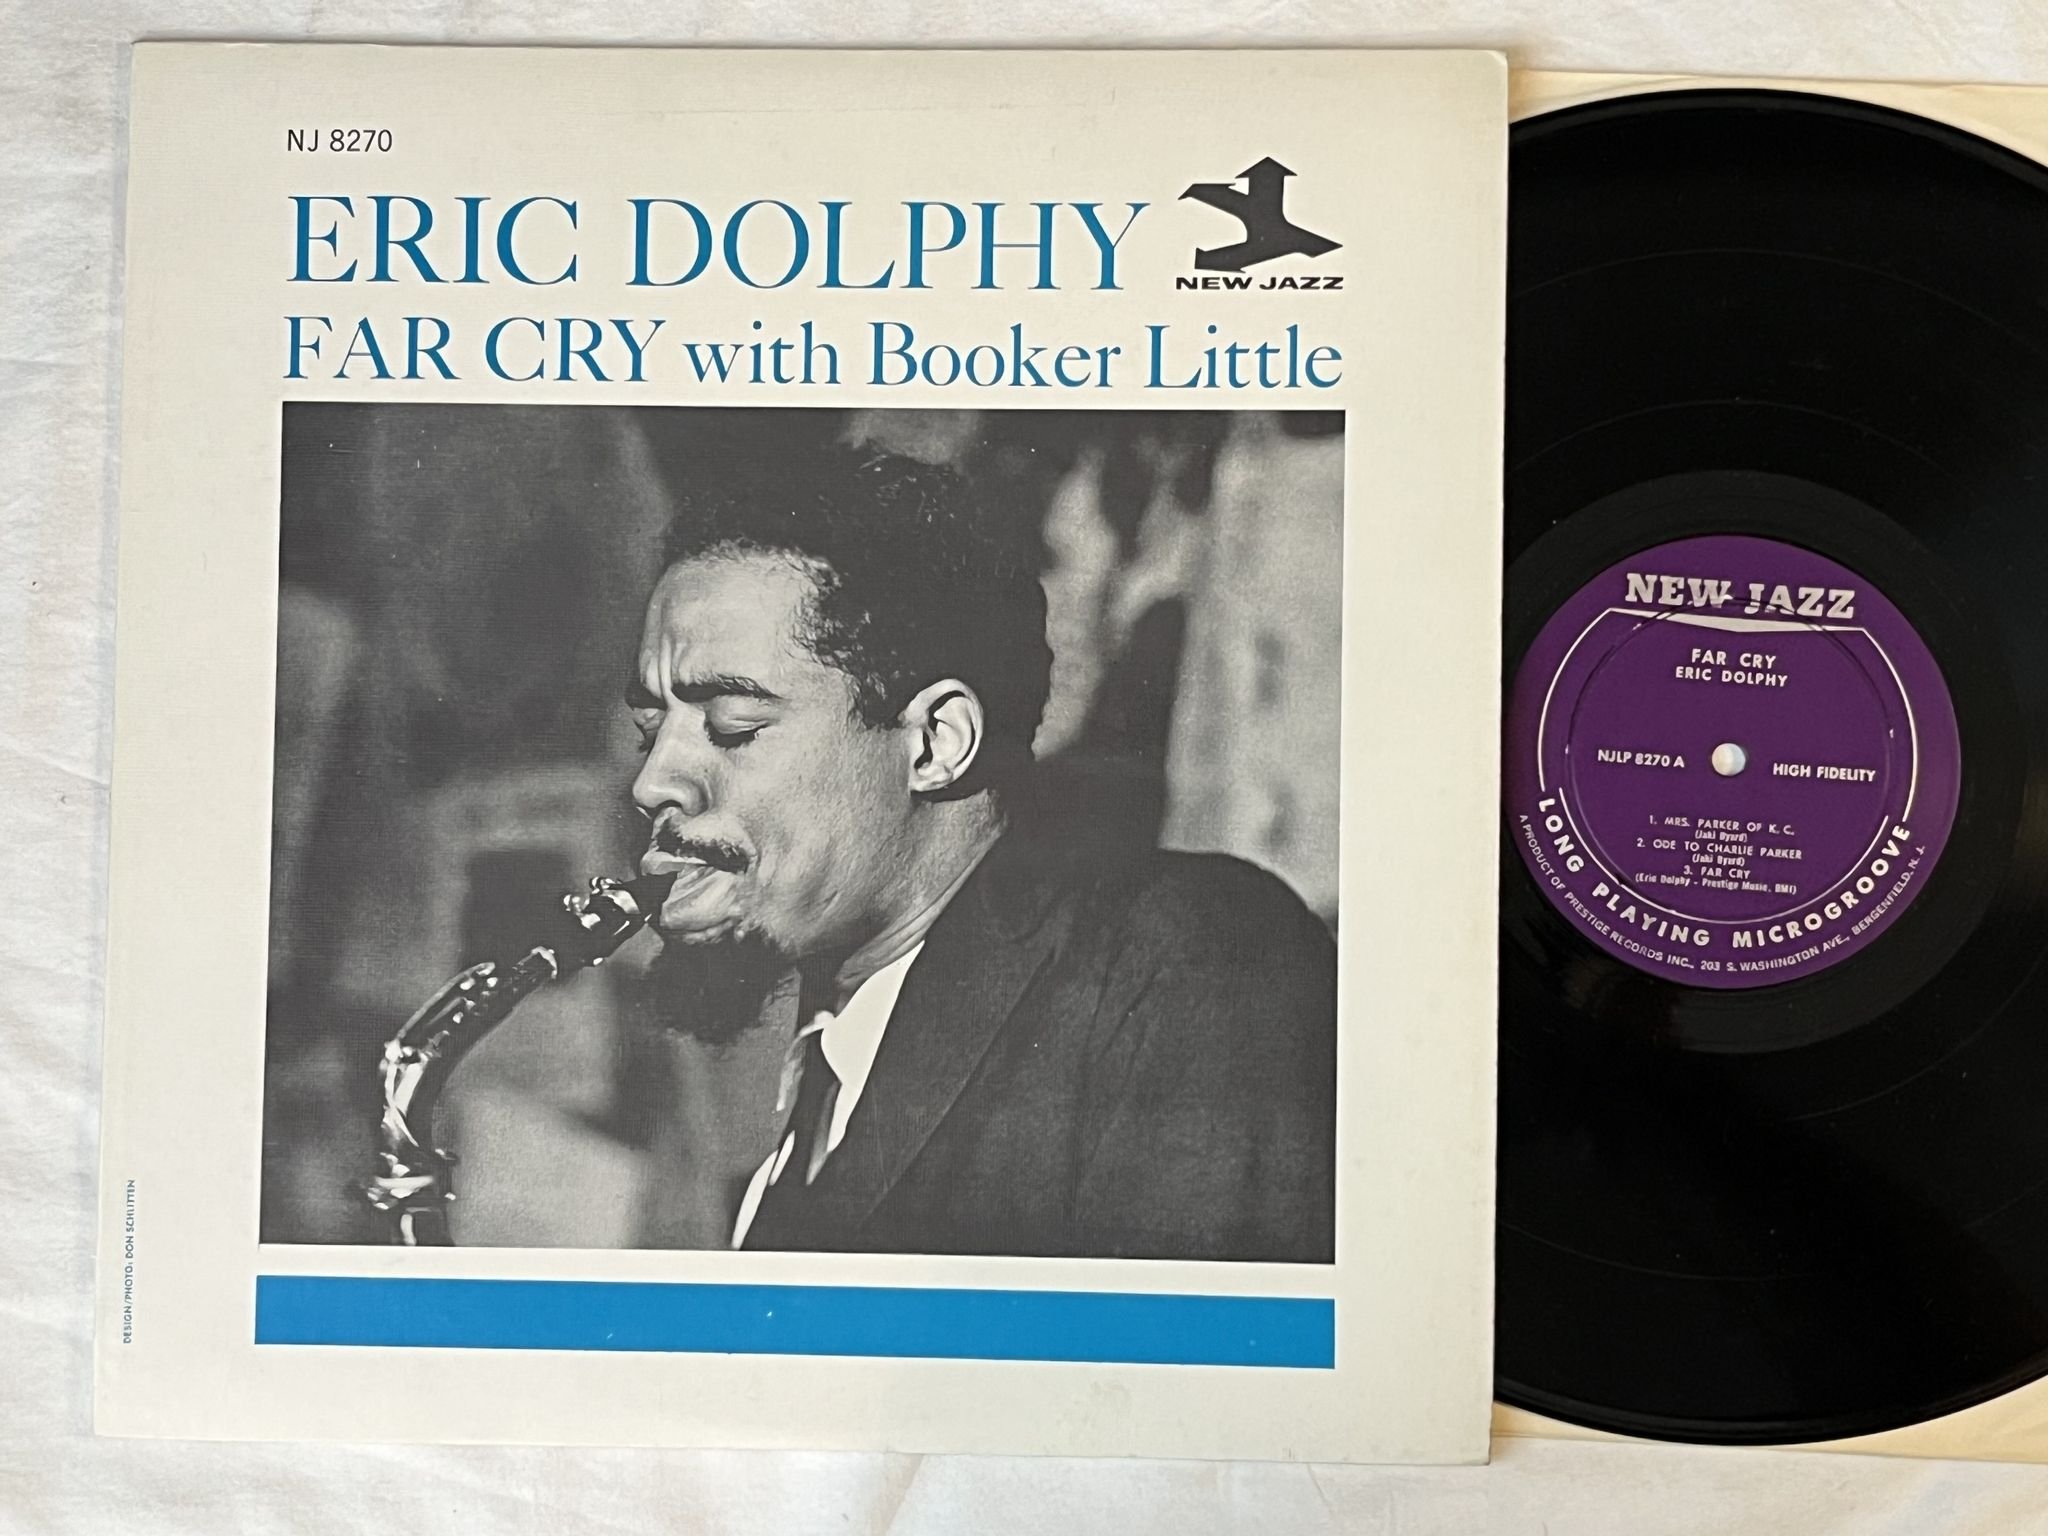 NJ 8270
ERIC DOLPHY
NEW JAZZ
FAR CRY with Booker Little
DESIGN/PHOTO: DON SCHLITTEN
NEW JAZZ
FAR CRY
ERIC DOLPHY
NJLP 8270 A
HIGH FIDELITY
1. MRS. PARKER OF K. C.
(Jaki Byard)
2. ODE TO CHARLIE PARKER
(Jaki Byard)
3. FAR CRY
(Eric Dolphy - Prestige Music, BMI)
LONG PLAYING MICROGROOVE
A PRODUCT OF PRESTIGE RECORDS INC., 203 S. WASHINGTON AVE., BERGENFIELD, N. J.